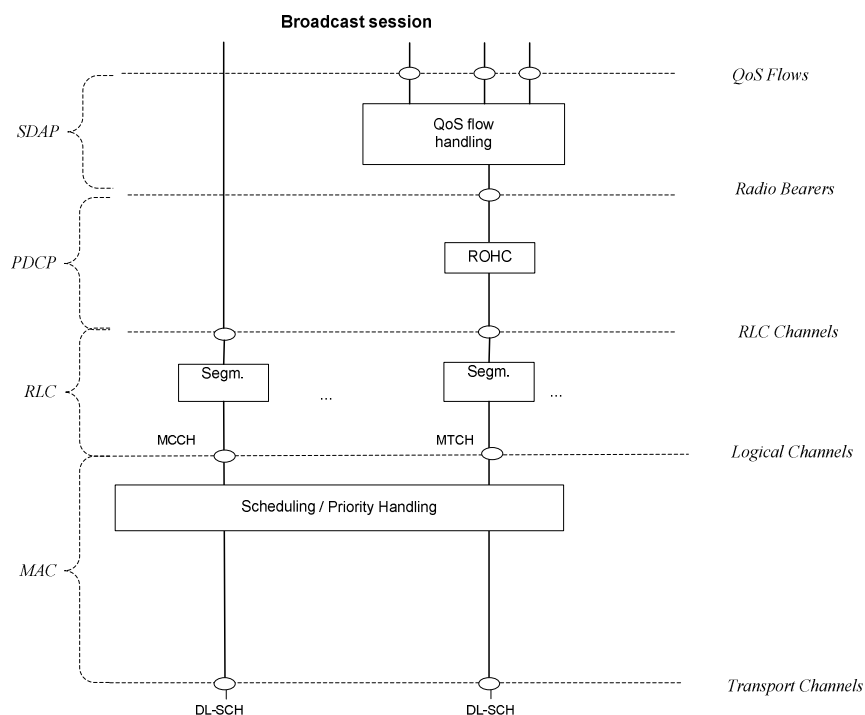 Broadcast session
QoS Flows
SDAP
QoS flow
handling
Radio Bearers
PDCP
ROHC
RLC Channels
RLC
Segm.
...
Segm.
...
MCCH
MTCH
Logical Channels
Scheduling / Priority Handling
MAC
Transport Channels
DL-SCH
DL-SCH